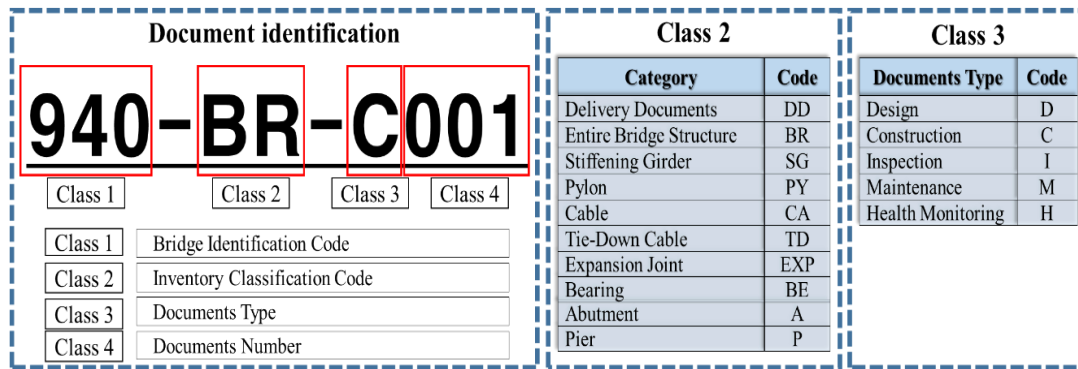 Document identification
940-BR-C001
Class 1 Class 2 Class 3 Class 4
Class 1 Bridge Identification Code
Class 2 Inventory Classification Code
Class 3 Documents Type
Class 4 Documents Number
Class 2
Category Code
Delivery Documents DD
Entire Bridge Structure BR
Stiffening Girder SG
Pylon PY
Cable CA
Tie-Down Cable TD
Expansion Joint EXP
Bearing BE
Abutment A
Pier P
Class 3
Documents Type Code
Design D
Construction C
Inspection I
Maintenance M
Health Monitoring H